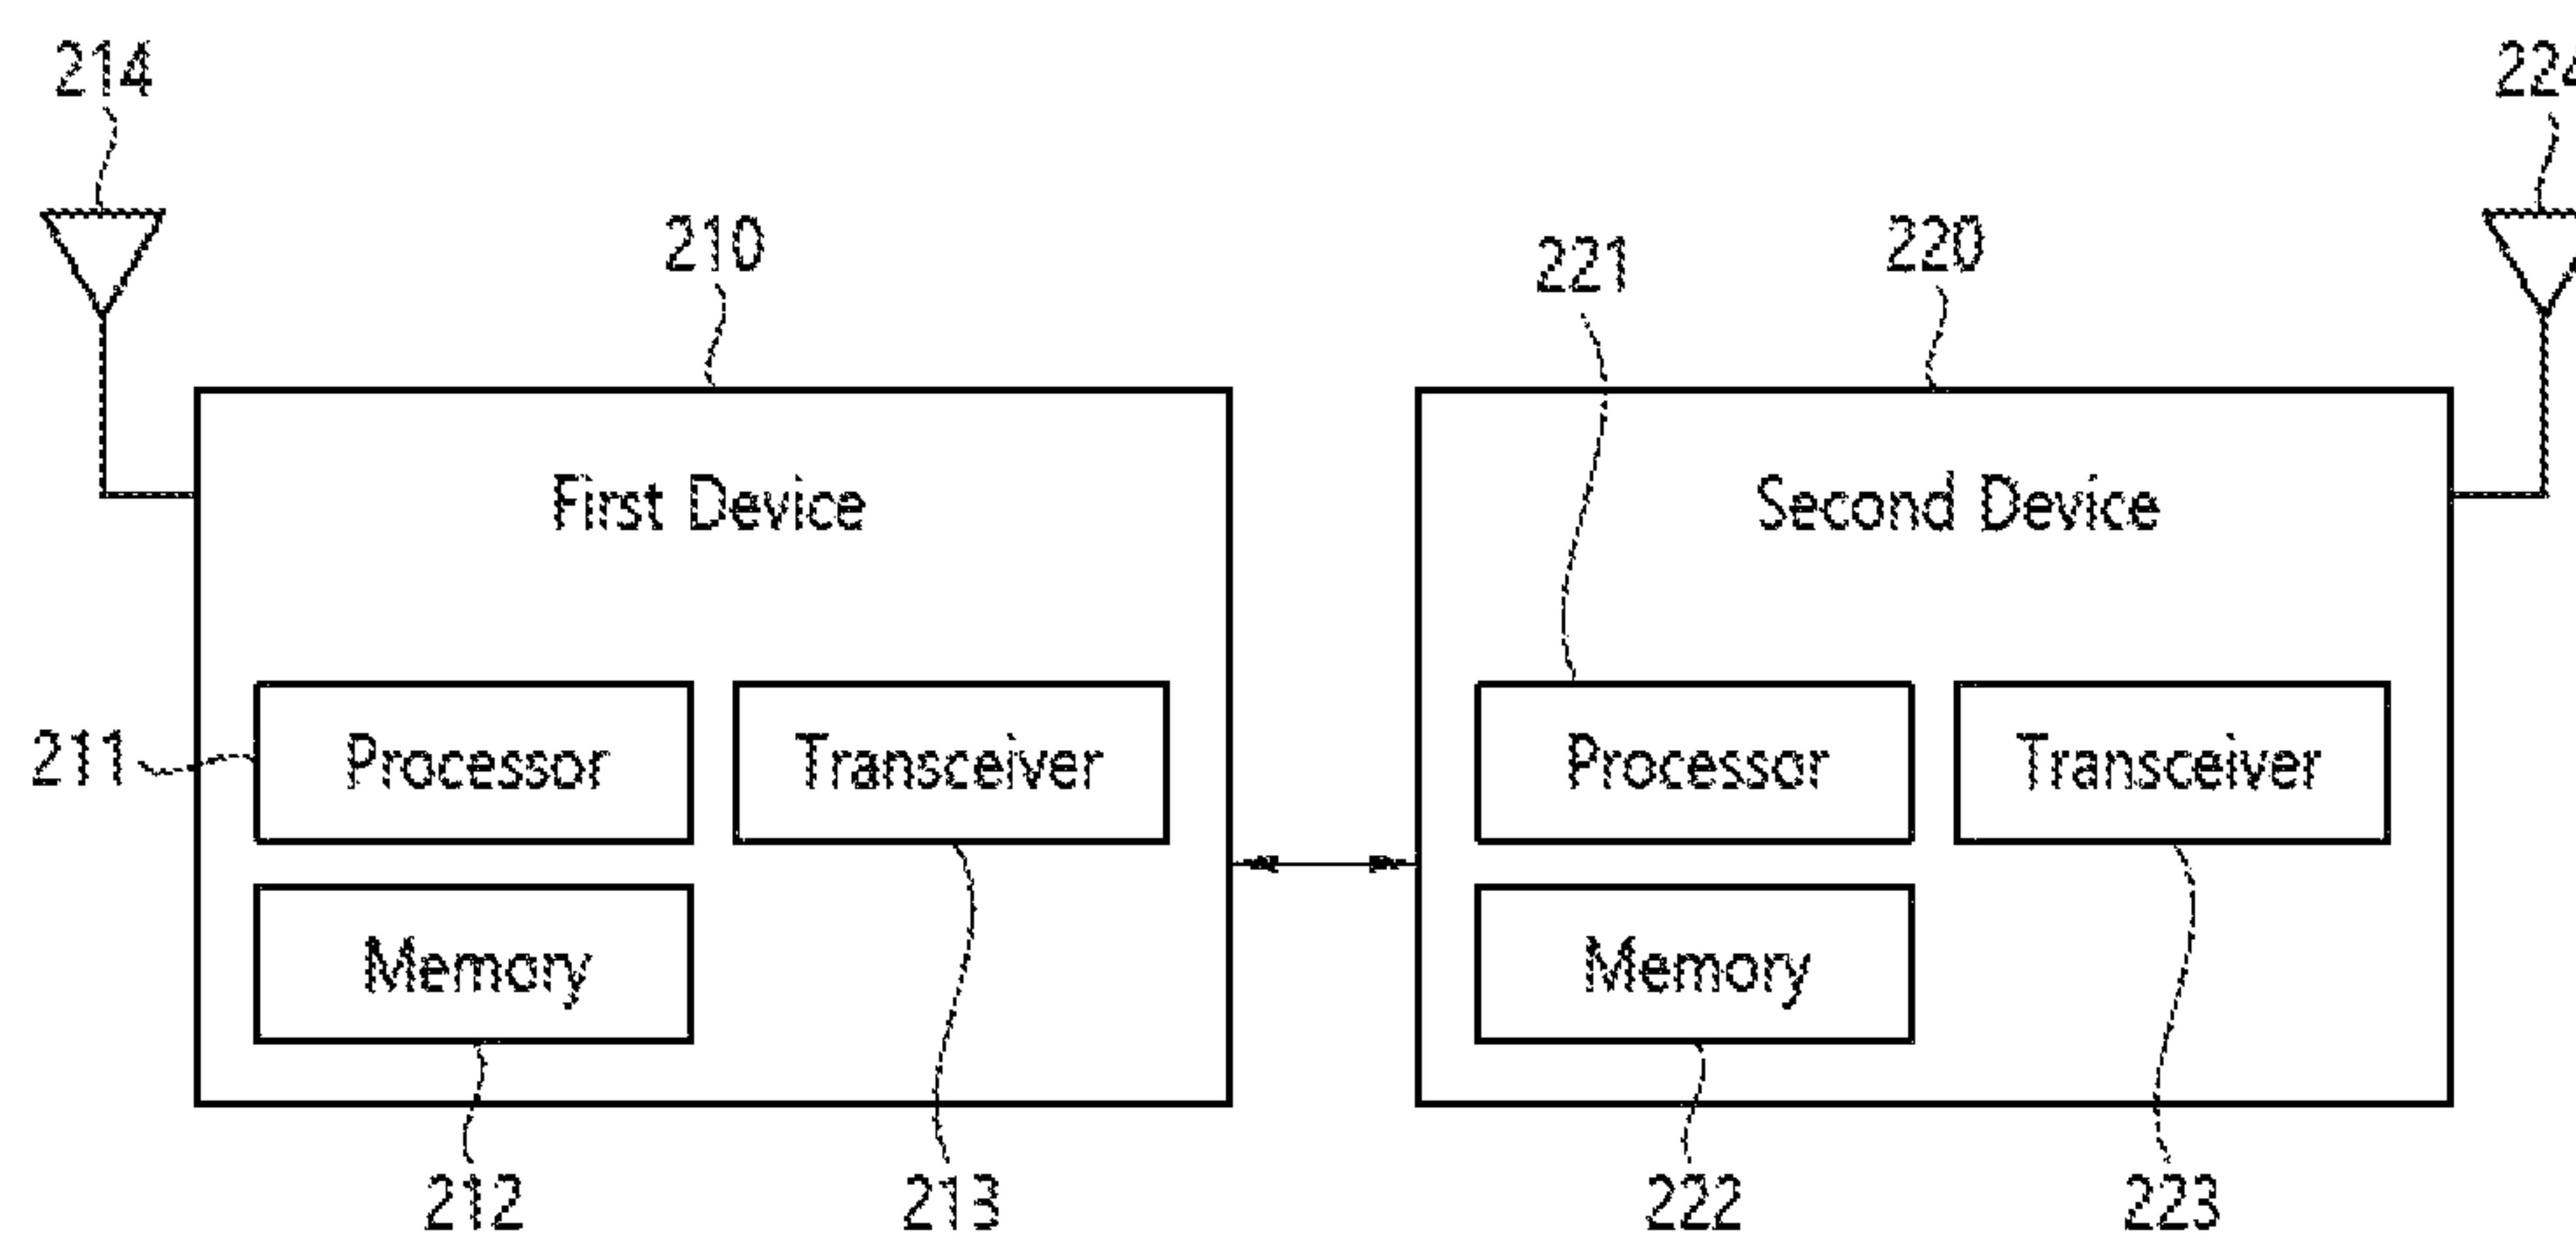 214
224
210
221
220
First Device
Second Device
211
Processor
Transceiver
Processor
Transceiver
Memory
Memory
212
213
222
223